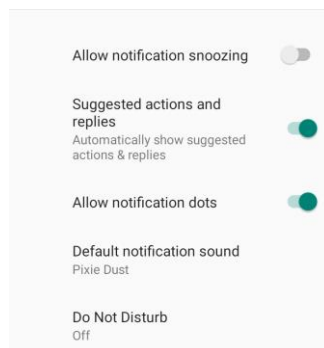 Allow notification snoozing
Suggested actions and
replies
Automatically show suggested
actions & replies
Allow notification dots
Default notification sound
Pixie Dust
Do Not Disturb
Off